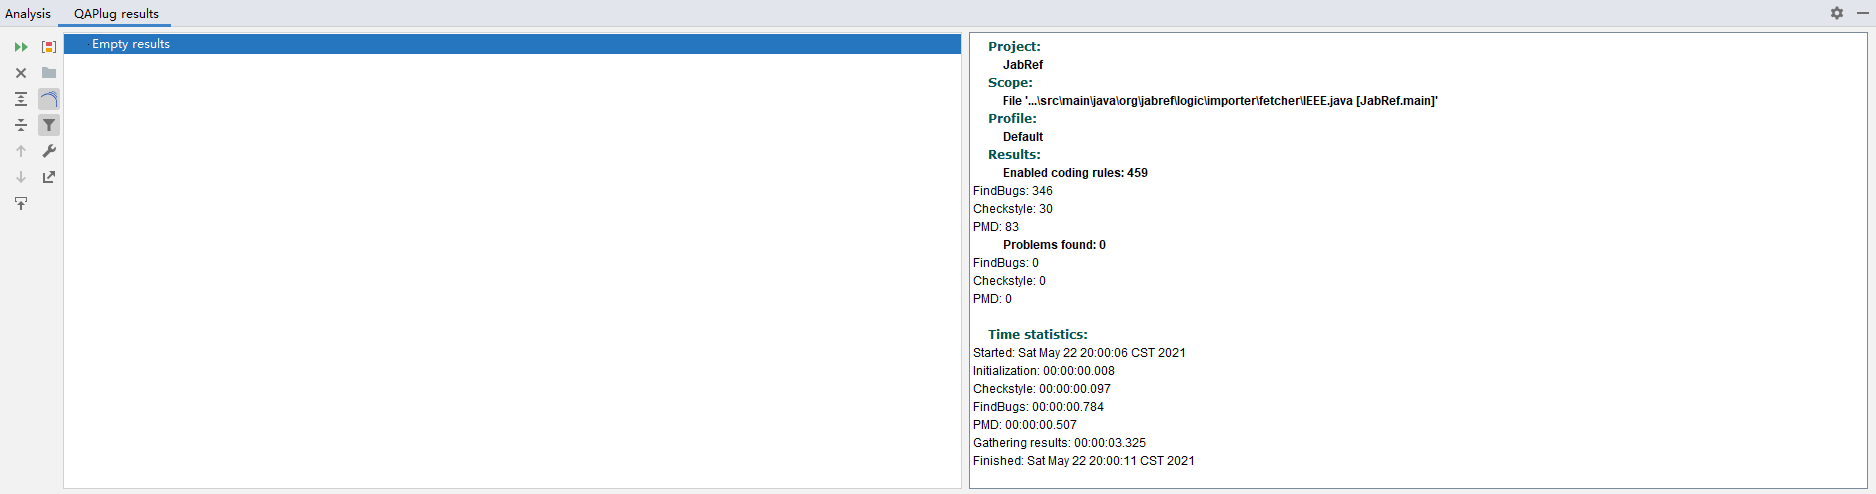 Analysis QAPlug results
Empty results
Project:
JabRef
Scope:
File '...\src\main\java\org\jabref\logic\importer\fetcher\IEEE.java [JabRef.main]'
Profile:
Default
Results:
Enabled coding rules: 459
FindBugs: 346
Checkstyle: 30
PMD: 83
Problems found: 0
FindBugs: 0
Checkstyle: 0
PMD: 0
Time statistics:
Started: Sat May 22 20:00:06 CST 2021
Initialization: 00:00:00.008
Checkstyle: 00:00:00.097
FindBugs: 00:00:00.784
PMD: 00:00:00.507
Gathering results: 00:00:03.325
Finished: Sat May 22 20:00:11 CST 2021